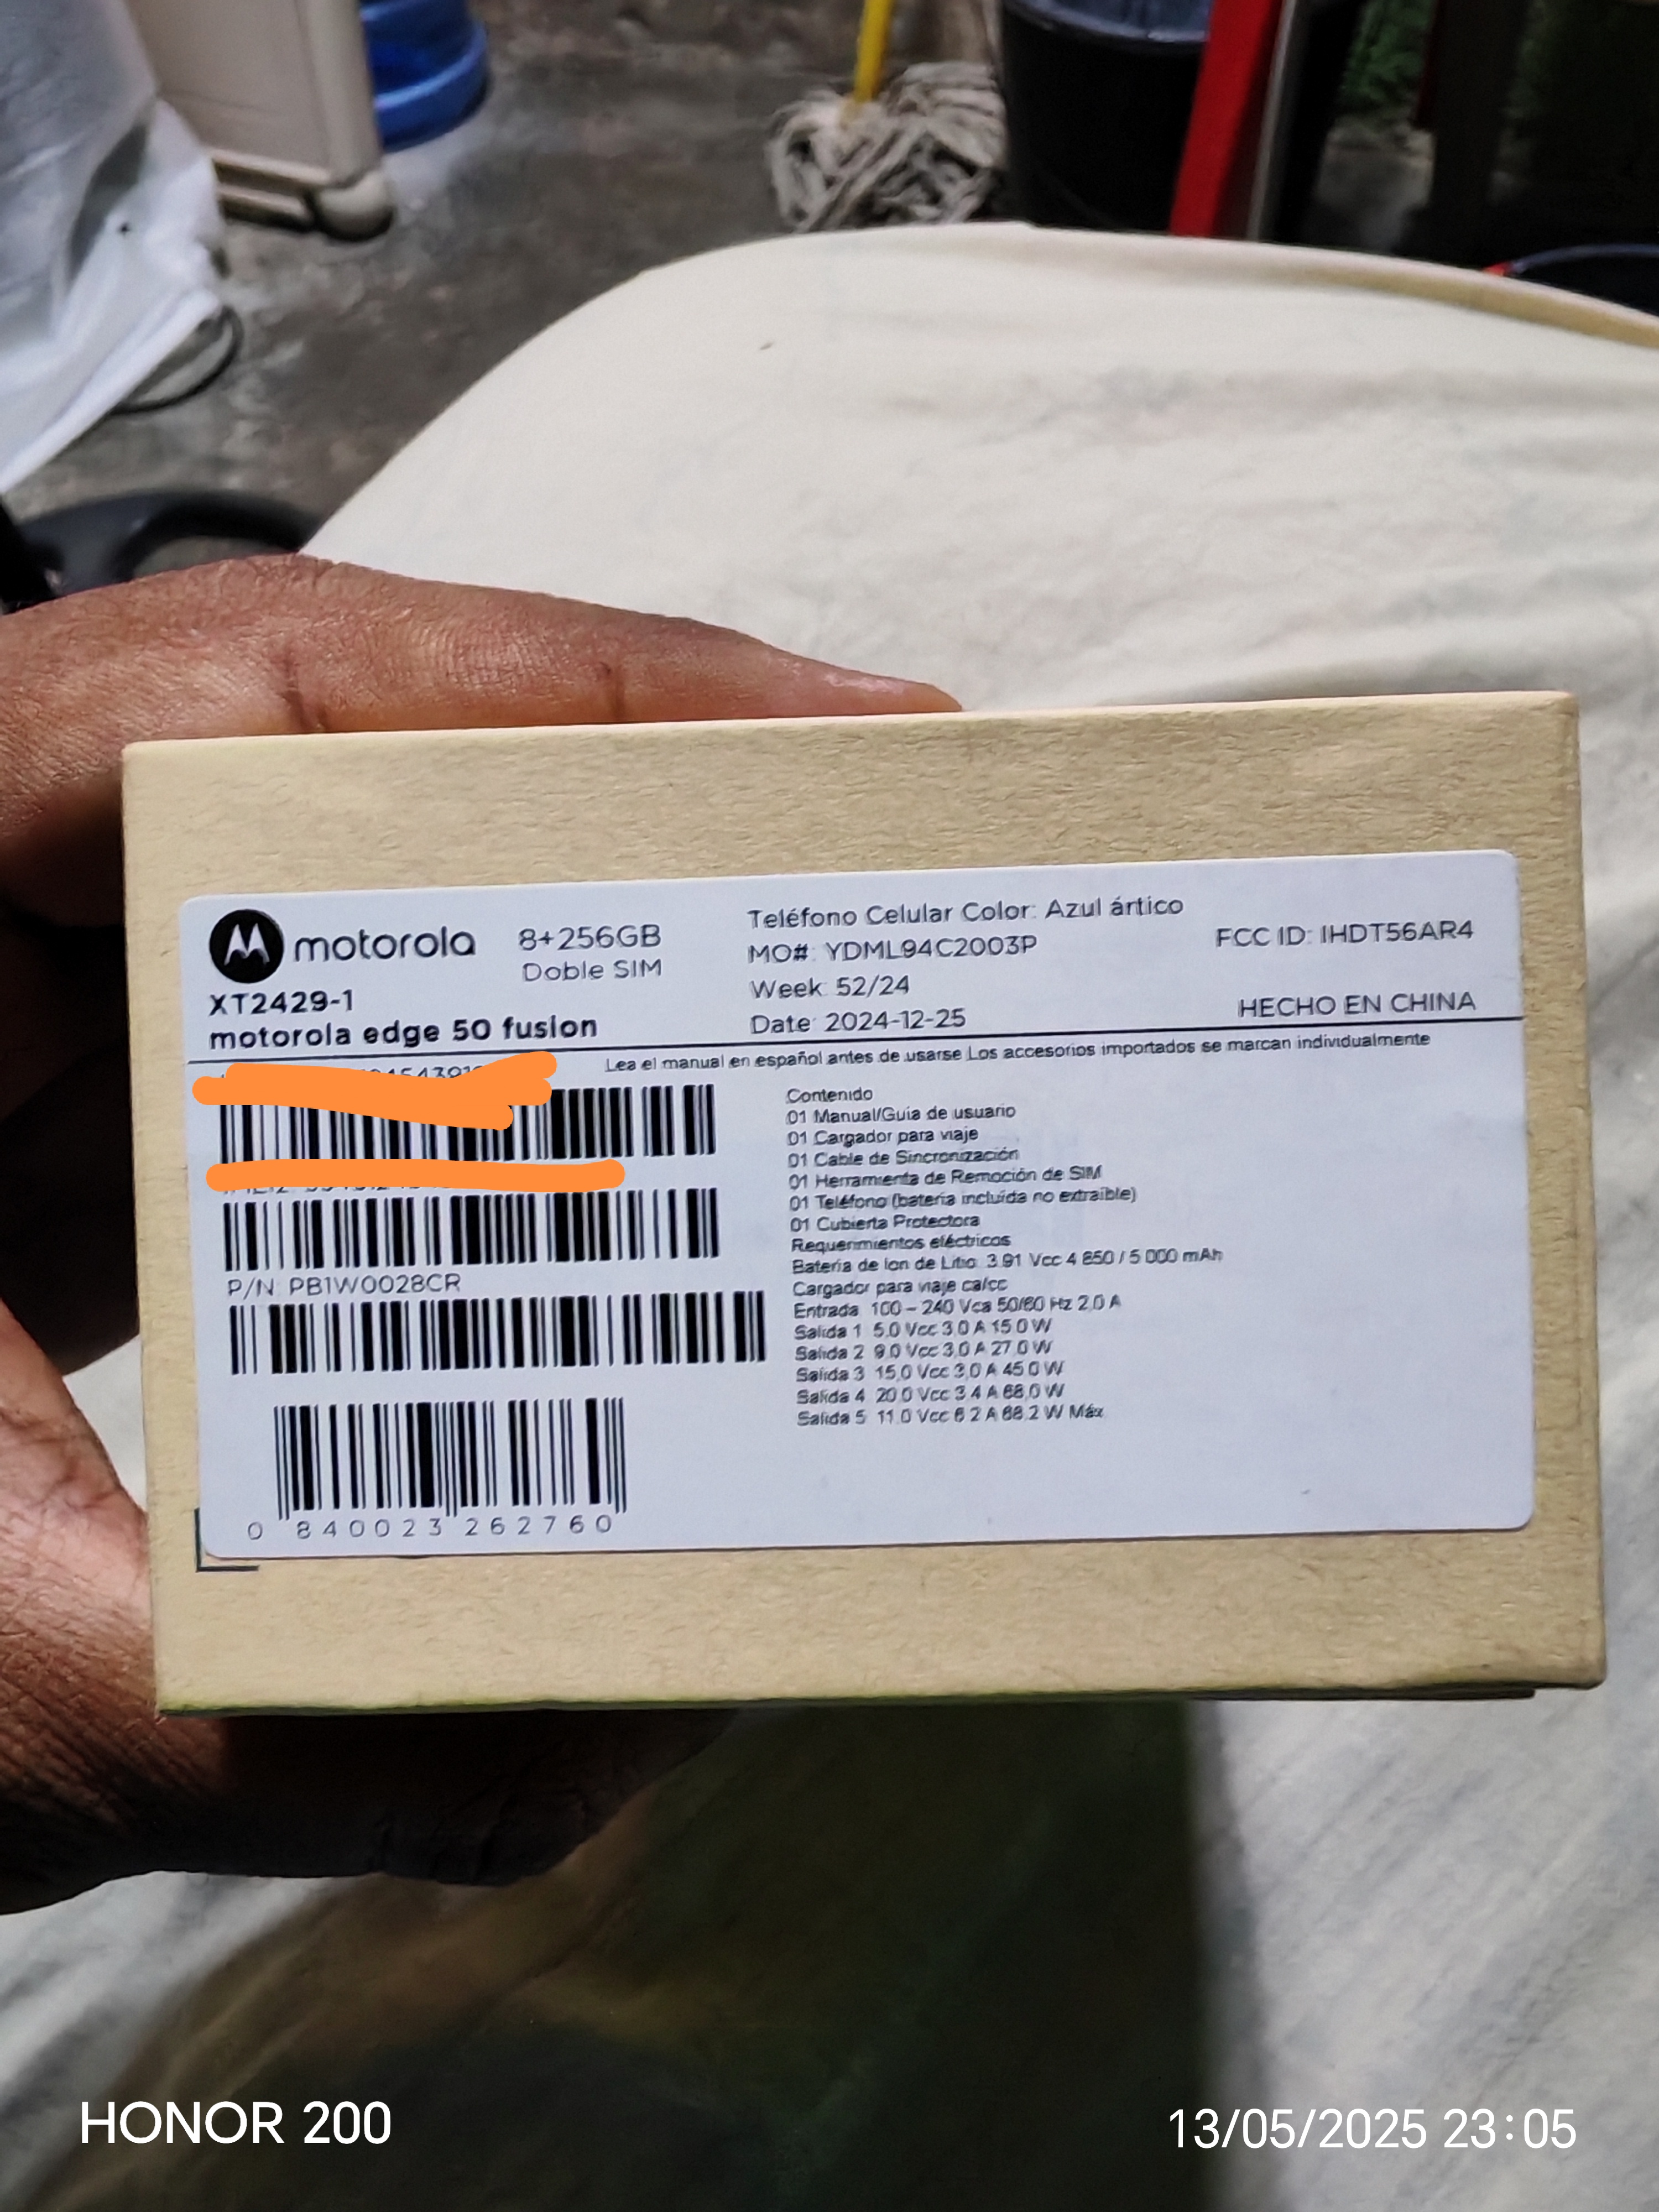 motorola
8+256GB
Doble SIM
XT2429-1
motorola edge 50 fusion
Teléfono Celular Color: Azul ártico
MO#: YDML94C2003P
Week: 52/24
Date: 2024-12-25
FCC ID: IHDT56AR4
HECHO EN CHINA
Lea el manual en español antes de usarse Los accesorios importados se marcan individualmente
P/N: PB1W0028CR
0 840023 262760
Contenido
01 Manual/Guia de usuario
01 Cargador para viaje
01 Cable de Sincronización
01 Herramienta de Remoción de SIM
01 Teléfono (bateria incluida no extraible)
01 Cubierta Protectora
Requerimientos eléctricos
Bateria de Ion de Litio: 3.91 Vcc 4 850 / 5 000 mAh
Cargador para viaje ca/cc
Entrada 100 – 240 Vca 50/60 Hz 2,0 A
Salida 1 5,0 Vcc 3,0 A 15,0 W
Salida 2 9,0 Vcc 3,0 A 27,0 W
Salida 3 15,0 Vcc 3,0 A 45,0 W
Salida 4 20,0 Vcc 3,4 A 68,0 W
Salida 5 11,0 Vcc 6,2 A 68,2 W Máx
HONOR 200
13/05/2025 23:05